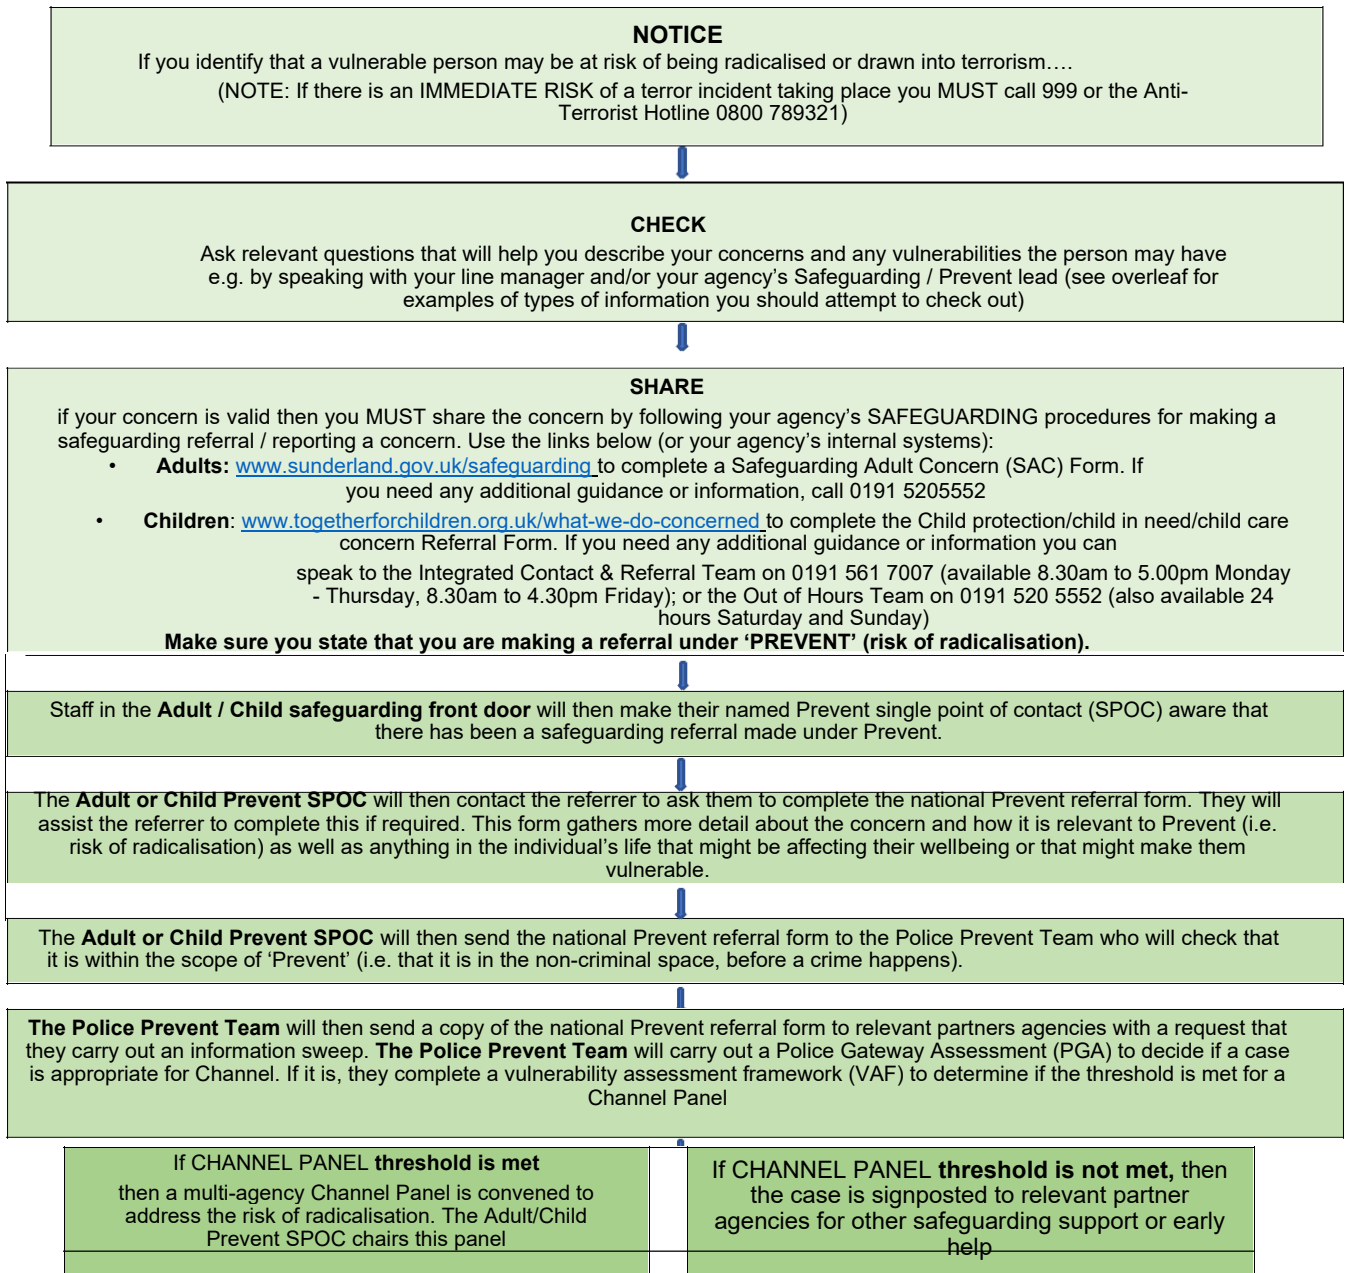 NOTICE
If you identify that a vulnerable person may be at risk of being radicalised or drawn into terrorism….
(NOTE: If there is an IMMEDIATE RISK of a terror incident taking place you MUST call 999 or the Anti-
Terrorist Hotline 0800 789321)
CHECK
Ask relevant questions that will help you describe your concerns and any vulnerabilities the person may have
e.g. by speaking with your line manager and/or your agency’s Safeguarding / Prevent lead (see overleaf for
examples of types of information you should attempt to check out)
SHARE
if your concern is valid then you MUST share the concern by following your agency’s SAFEGUARDING procedures for making a
safeguarding referral / reporting a concern. Use the links below (or your agency’s internal systems):
• Adults: www.sunderland.gov.uk/safeguarding to complete a Safeguarding Adult Concern (SAC) Form. If
you need any additional guidance or information, call 0191 5205552
• Children: www.togetherforchildren.org.uk/what-we-do-concerned to complete the Child protection/child in need/child care
concern Referral Form. If you need any additional guidance or information you can
speak to the Integrated Contact & Referral Team on 0191 561 7007 (available 8.30am to 5.00pm Monday
- Thursday, 8.30am to 4.30pm Friday); or the Out of Hours Team on 0191 520 5552 (also available 24
hours Saturday and Sunday)
Make sure you state that you are making a referral under ‘PREVENT’ (risk of radicalisation).
Staff in the Adult / Child safeguarding front door will then make their named Prevent single point of contact (SPOC) aware that
there has been a safeguarding referral made under Prevent.
The Adult or Child Prevent SPOC will then contact the referrer to ask them to complete the national Prevent referral form. They will
assist the referrer to complete this if required. This form gathers more detail about the concern and how it is relevant to Prevent (i.e.
risk of radicalisation) as well as anything in the individual’s life that might be affecting their wellbeing or that might make them
vulnerable.
The Adult or Child Prevent SPOC will then send the national Prevent referral form to the Police Prevent Team who will check that
it is within the scope of ‘Prevent’ (i.e. that it is in the non-criminal space, before a crime happens).
The Police Prevent Team will then send a copy of the national Prevent referral form to relevant partners agencies with a request that
they carry out an information sweep. The Police Prevent Team will carry out a Police Gateway Assessment (PGA) to decide if a case
is appropriate for Channel. If it is, they complete a vulnerability assessment framework (VAF) to determine if the threshold is met for a
Channel Panel
If CHANNEL PANEL threshold is met
then a multi-agency Channel Panel is convened to
address the risk of radicalisation. The Adult/Child
Prevent SPOC chairs this panel
If CHANNEL PANEL threshold is not met, then
the case is signposted to relevant partner
agencies for other safeguarding support or early
help